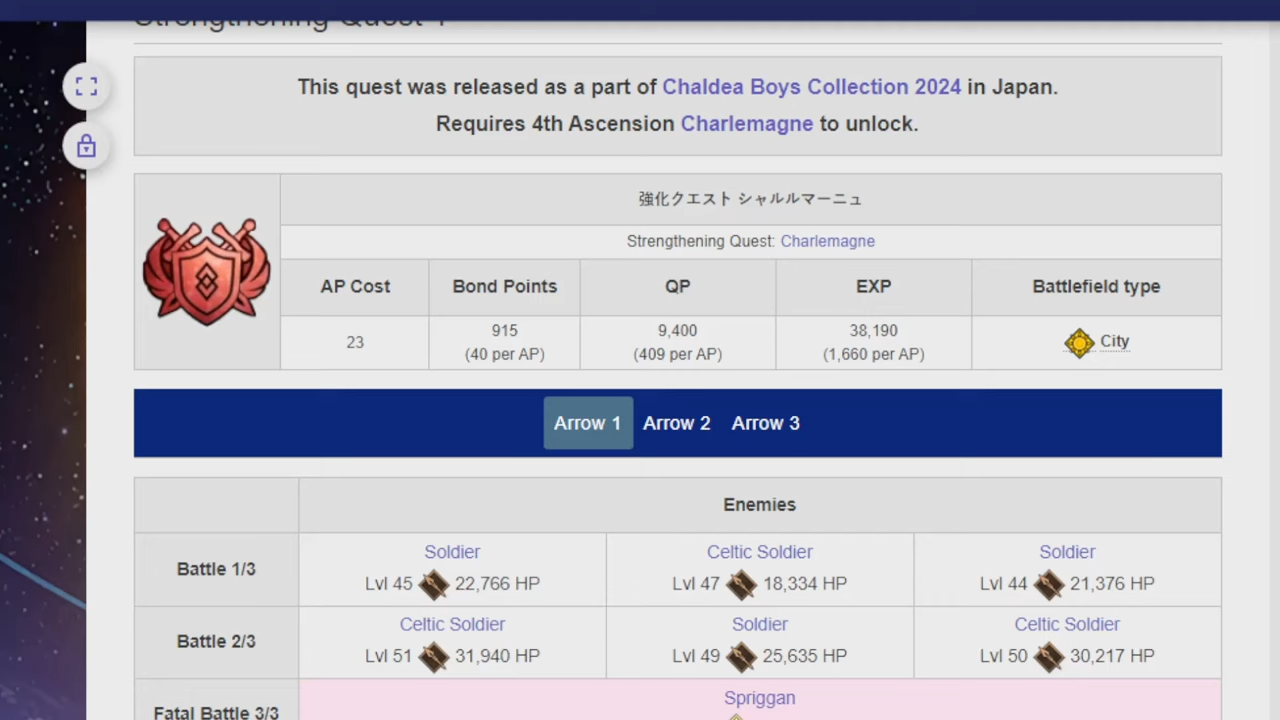 Strengthening Quest 1
This quest was released as a part of Chaldea Boys Collection 2024 in Japan.
Requires 4th Ascension Charlemagne to unlock.
強化クエスト シャルルマーニュ
Strengthening Quest: Charlemagne
AP Cost Bond Points QP EXP Battlefield type
23 915 9,400 38,190 City
(40 per AP) (409 per AP) (1,660 per AP)
Arrow 1 Arrow 2 Arrow 3
Enemies
Battle 1/3
Soldier Celtic Soldier Soldier
Lvl 45 22,766 HP Lvl 47 18,334 HP Lvl 44 21,376 HP
Battle 2/3
Celtic Soldier Soldier Celtic Soldier
Lvl 51 31,940 HP Lvl 49 25,635 HP Lvl 50 30,217 HP
Spriggan
Fatal Battle 3/3